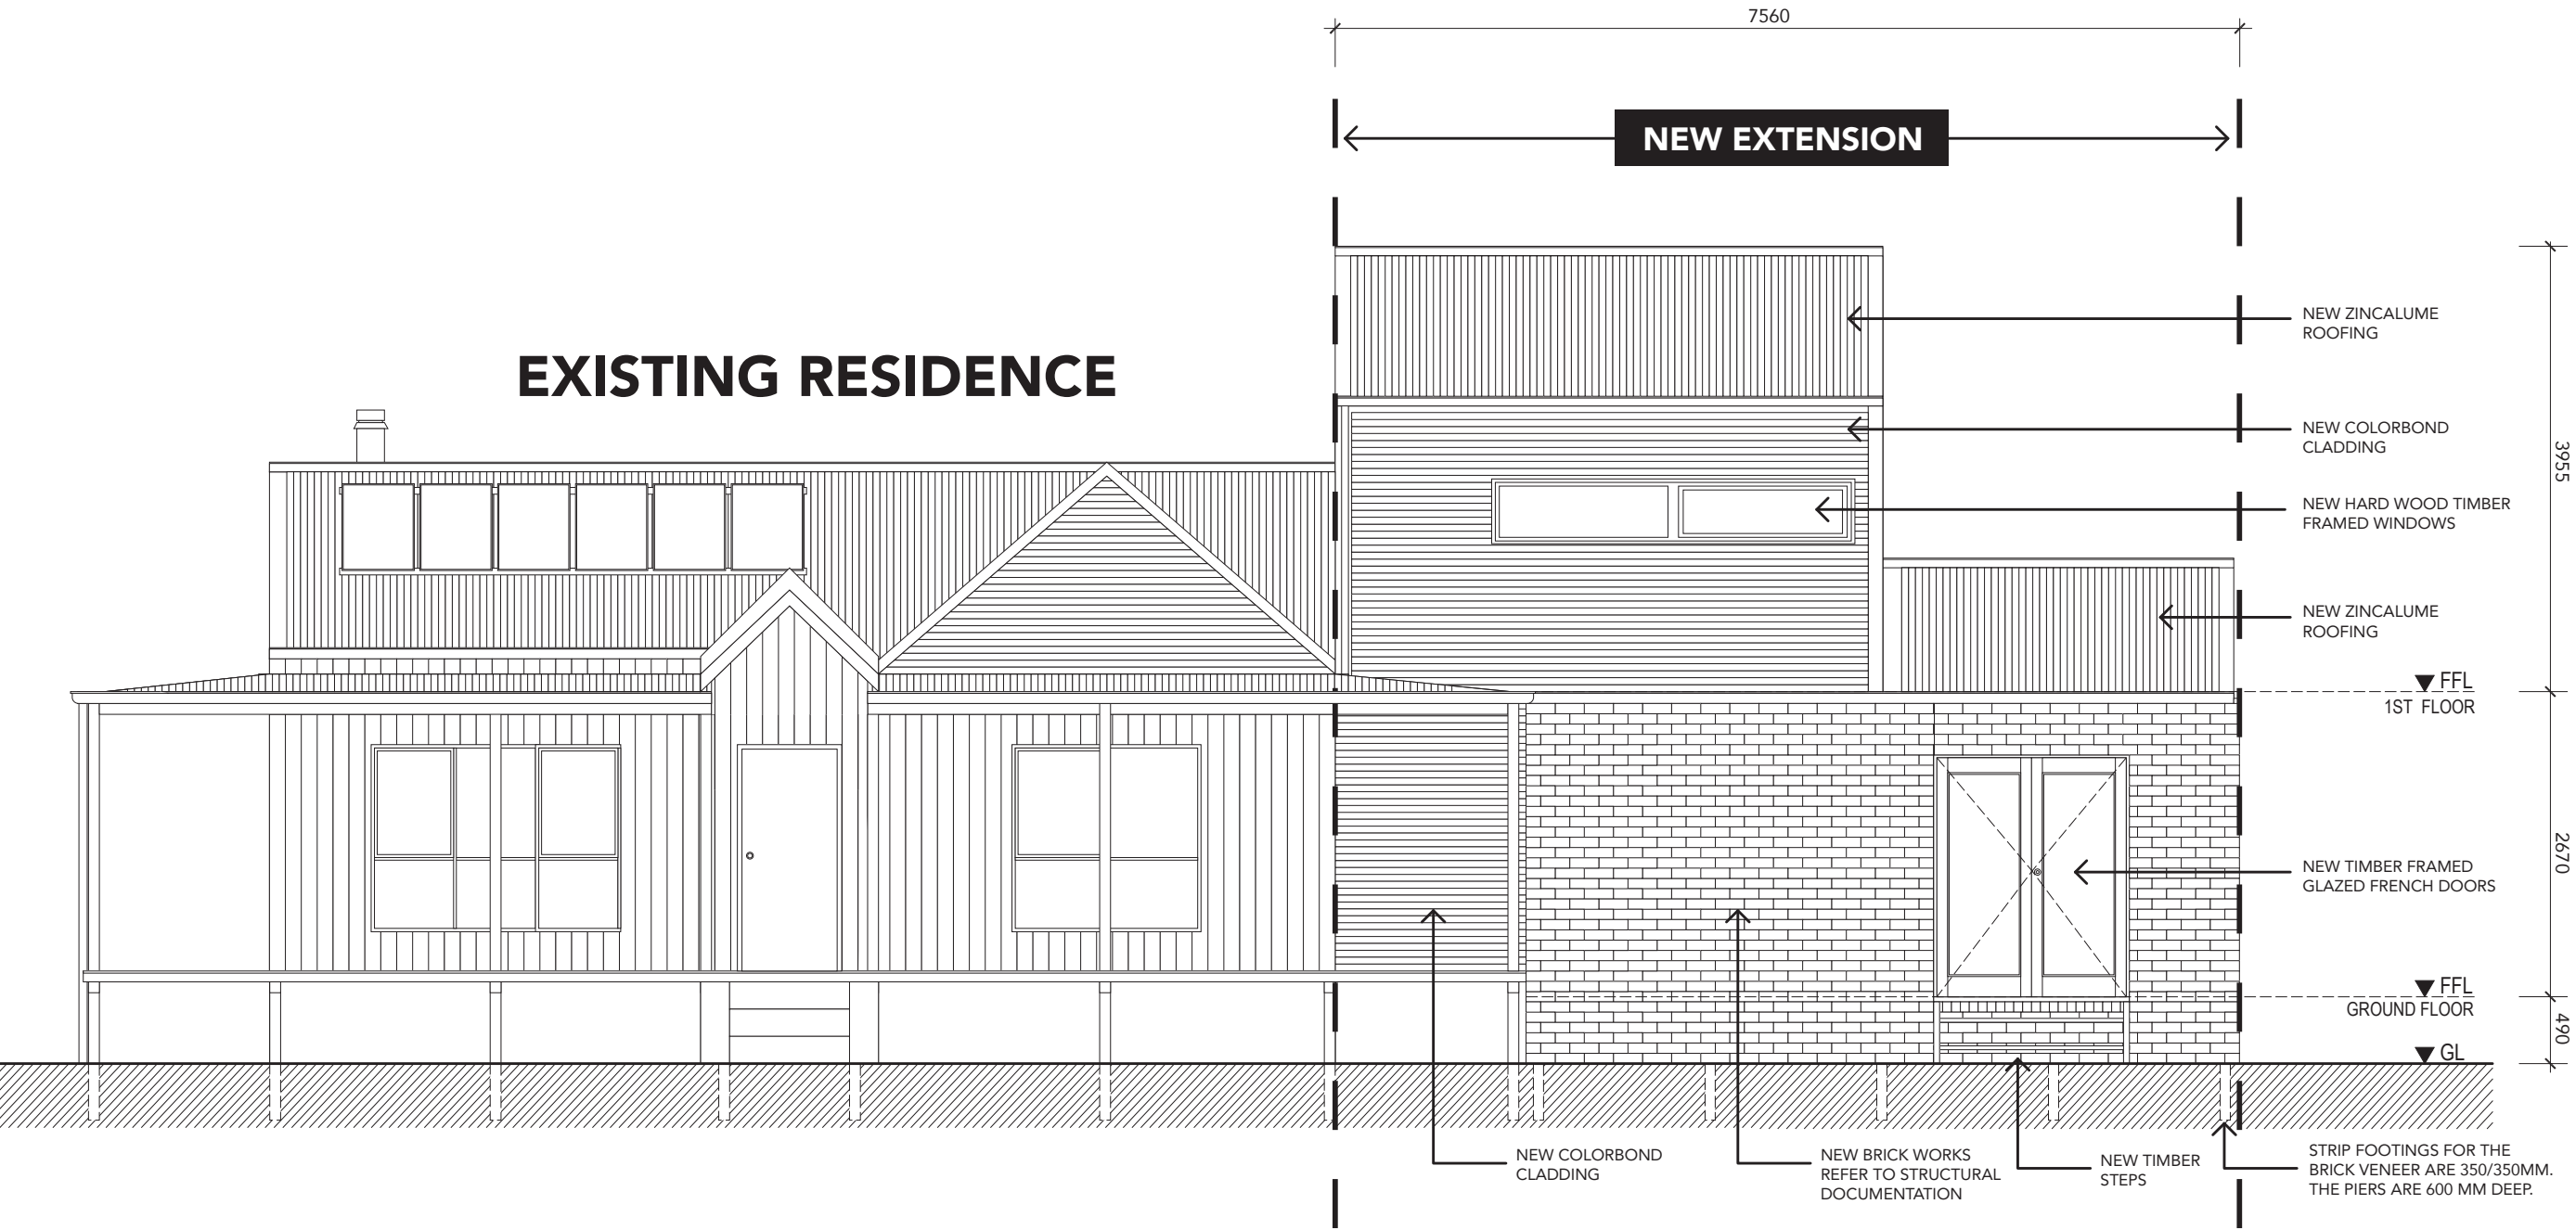 7560
NEW EXTENSION
EXISTING RESIDENCE
NEW ZINCALUME
ROOFING
NEW COLORBOND
CLADDING
3955
NEW HARD WOOD TIMBER
FRAMED WINDOWS
NEW ZINCALUME
ROOFING
FFL
1ST FLOOR
2670
NEW TIMBER FRAMED
GLAZED FRENCH DOORS
FFL
GROUND FLOOR
490
GL
NEW COLORBOND
CLADDING
NEW BRICK WORKS
REFER TO STRUCTURAL
DOCUMENTATION
NEW TIMBER
STEPS
STRIP FOOTINGS FOR THE
BRICK VENEER ARE 350/350MM.
THE PIERS ARE 600 MM DEEP.